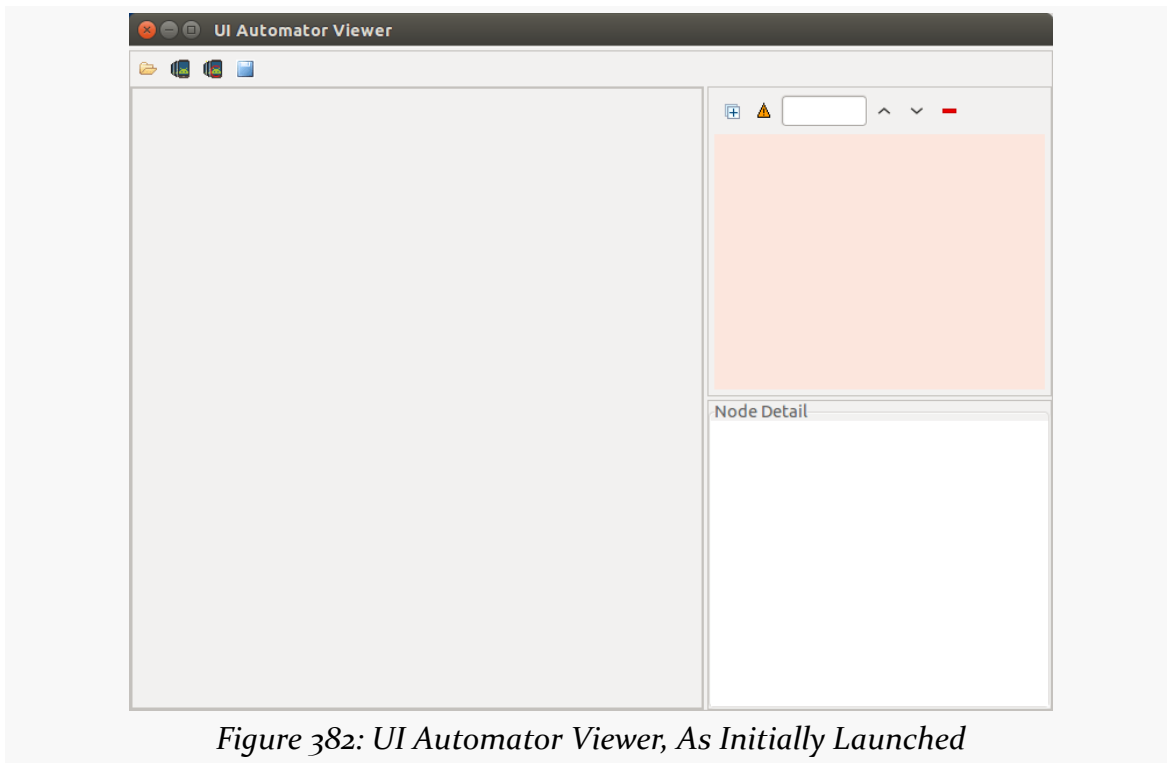 UI Automator Viewer
Node Detail
Figure 382: UI Automator Viewer, As Initially Launched